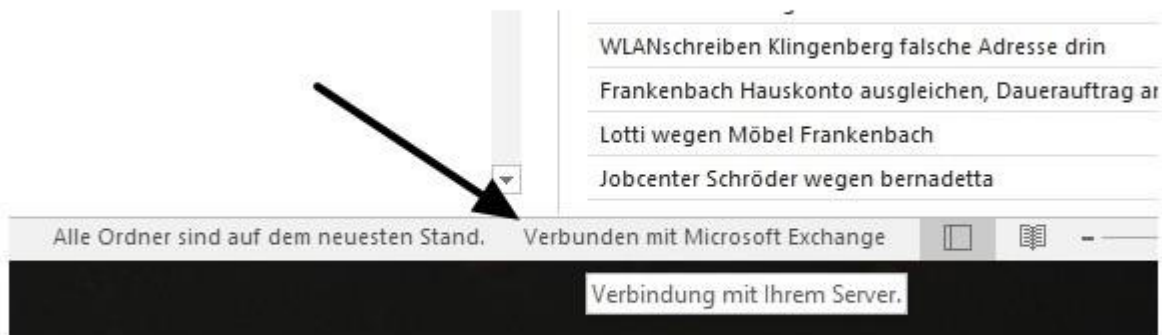 WLANschreiben Klingenberg falsche Adresse drin
Frankenbach Hauskonto ausgleichen, Dauerauftrag
Lotti wegen Möbel Frankenbach
Jobcenter Schröder wegen bernadetta
Alle Ordner sind auf dem neuesten Stand. Verbunden mit Microsoft Exchange
Verbindung mit Ihrem Server.